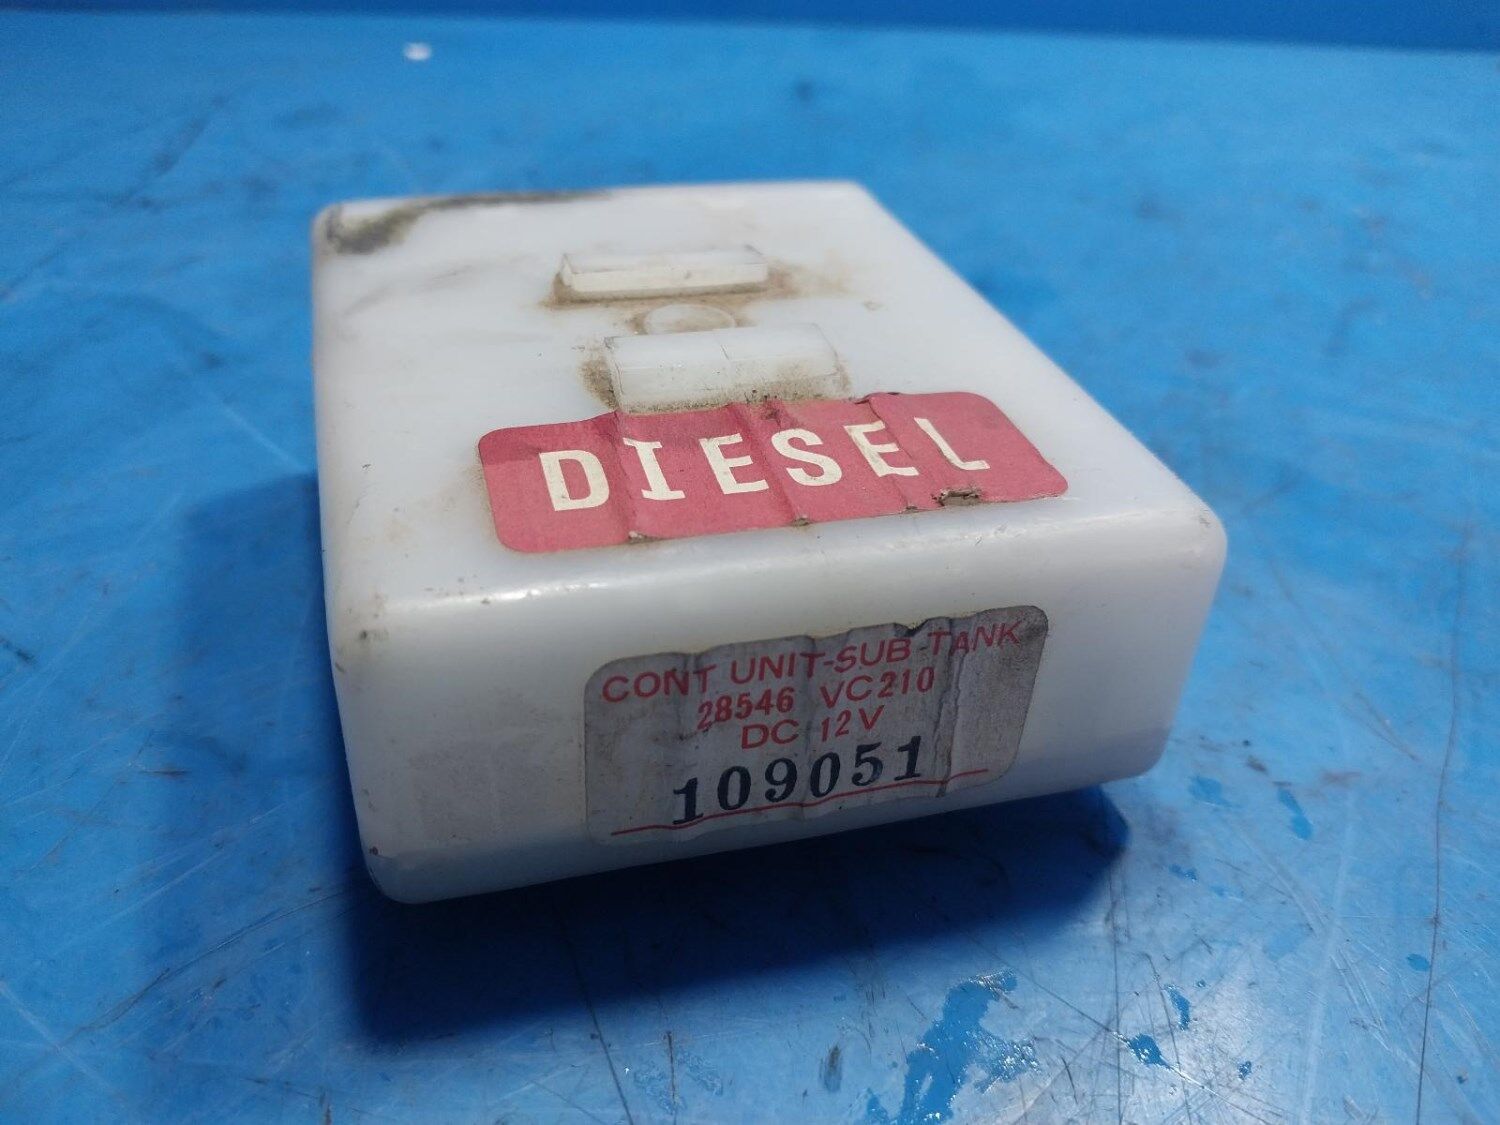 DIESEL
CONT UNIT-SUB-TANK
28546 VC210
DC 12V
109051